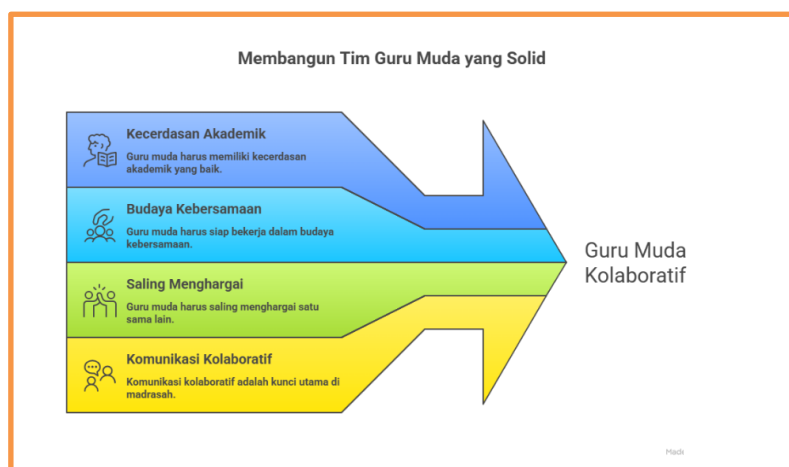 Membangun Tim Guru Muda yang Solid
Kecerdasan Akademik
Guru muda harus memiliki kecerdasan
akademik yang baik.
Budaya Kebersamaan
Guru muda harus siap bekerja dalam budaya
kebersamaan.
Saling Menghargai
Guru muda harus saling menghargai satu
sama lain.
Komunikasi Kolaboratif
Komunikasi kolaboratif adalah kunci utama di
madrasah.
Guru Muda
Kolaboratif